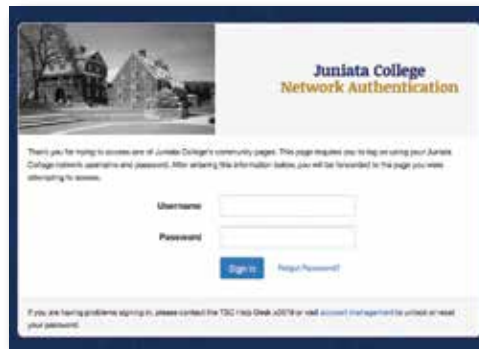 Juniata College
Network Authentication
Thank you for trying to access one of Juniata College's community pages. This page requires you to log on using your Juniata
College network username and password. After entering this information below, you will be forwarded to the page you were
attempting to access.
Username
Password
Sign In
Forgot Password?
If you are having problems signing in, please contact the TSC Help Desk x3619 or visit account management to unlock or reset
your password.